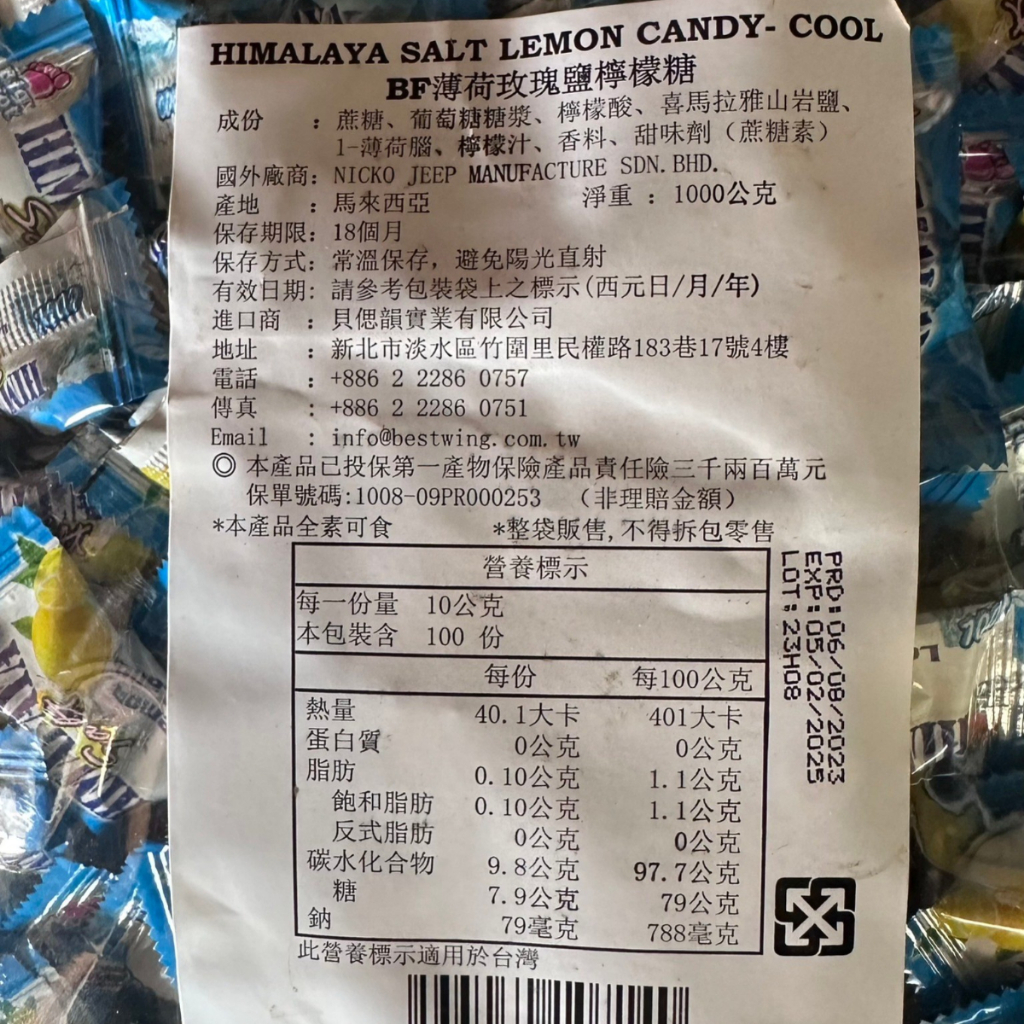 HIMALAYA SALT LEMON CANDY- COOL
BF薄荷玫瑰鹽檸檬糖
成份 : 蔗糖、葡萄糖糖漿、檸檬酸、喜馬拉雅山岩鹽、
1-薄荷腦、檸檬汁、香料、甜味劑（蔗糖素）
國外廠商: NICKO JEEP MANUFACTURE SDN. BHD.
產地 : 馬來西亞 淨重 : 1000公克
保存期限: 18個月
保存方式: 常溫保存, 避免陽光直射
有效日期: 請參考包裝袋上之標示(西元日/月/年)
進口商 : 貝偲韻實業有限公司
地址 : 新北市淡水區竹圍里民權路183巷17號4樓
電話 : +886 2 2286 0757
傳真 : +886 2 2286 0751
Email : info@bestwing.com.tw
◎ 本產品已投保第一產物保險產品責任險三千兩百萬元
保單號碼:1008-09PR000253 （非理賠金額）
*本產品全素可食 *整袋販售, 不得拆包零售
營養標示
每一份量 10公克
本包裝含 100 份
每份 每100公克
熱量 40.1大卡 401大卡
蛋白質 0公克 0公克
脂肪 0.10公克 1.1公克
飽和脂肪 0.10公克 1.1公克
反式脂肪 0公克 0公克
碳水化合物 9.8公克 97.7公克
糖 7.9公克 79公克
鈉 79毫克 788毫克
此營養標示適用於台灣
PRD:06/08/2023
EXP:05/02/2025
LOT:23H08